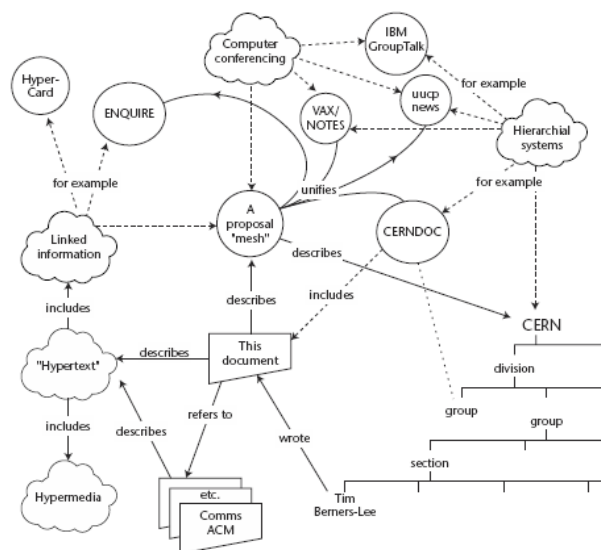 IBM
GroupTalk
Computer
conferencing
Hyper-
Card
ENQUIRE
VAX/
NOTES
uucp
news
for example
Hierarchial
systems
for example
unifies
for example
A
proposal
"mesh"
CERNDOC
Linked
information
describes
includes
describes
includes
CERN
This
document
describes
"Hypertext"
division
refers to
describes
group
group
includes
wrote
section
Hypermedia
etc.
Comms
ACM
Tim
Berners-Lee